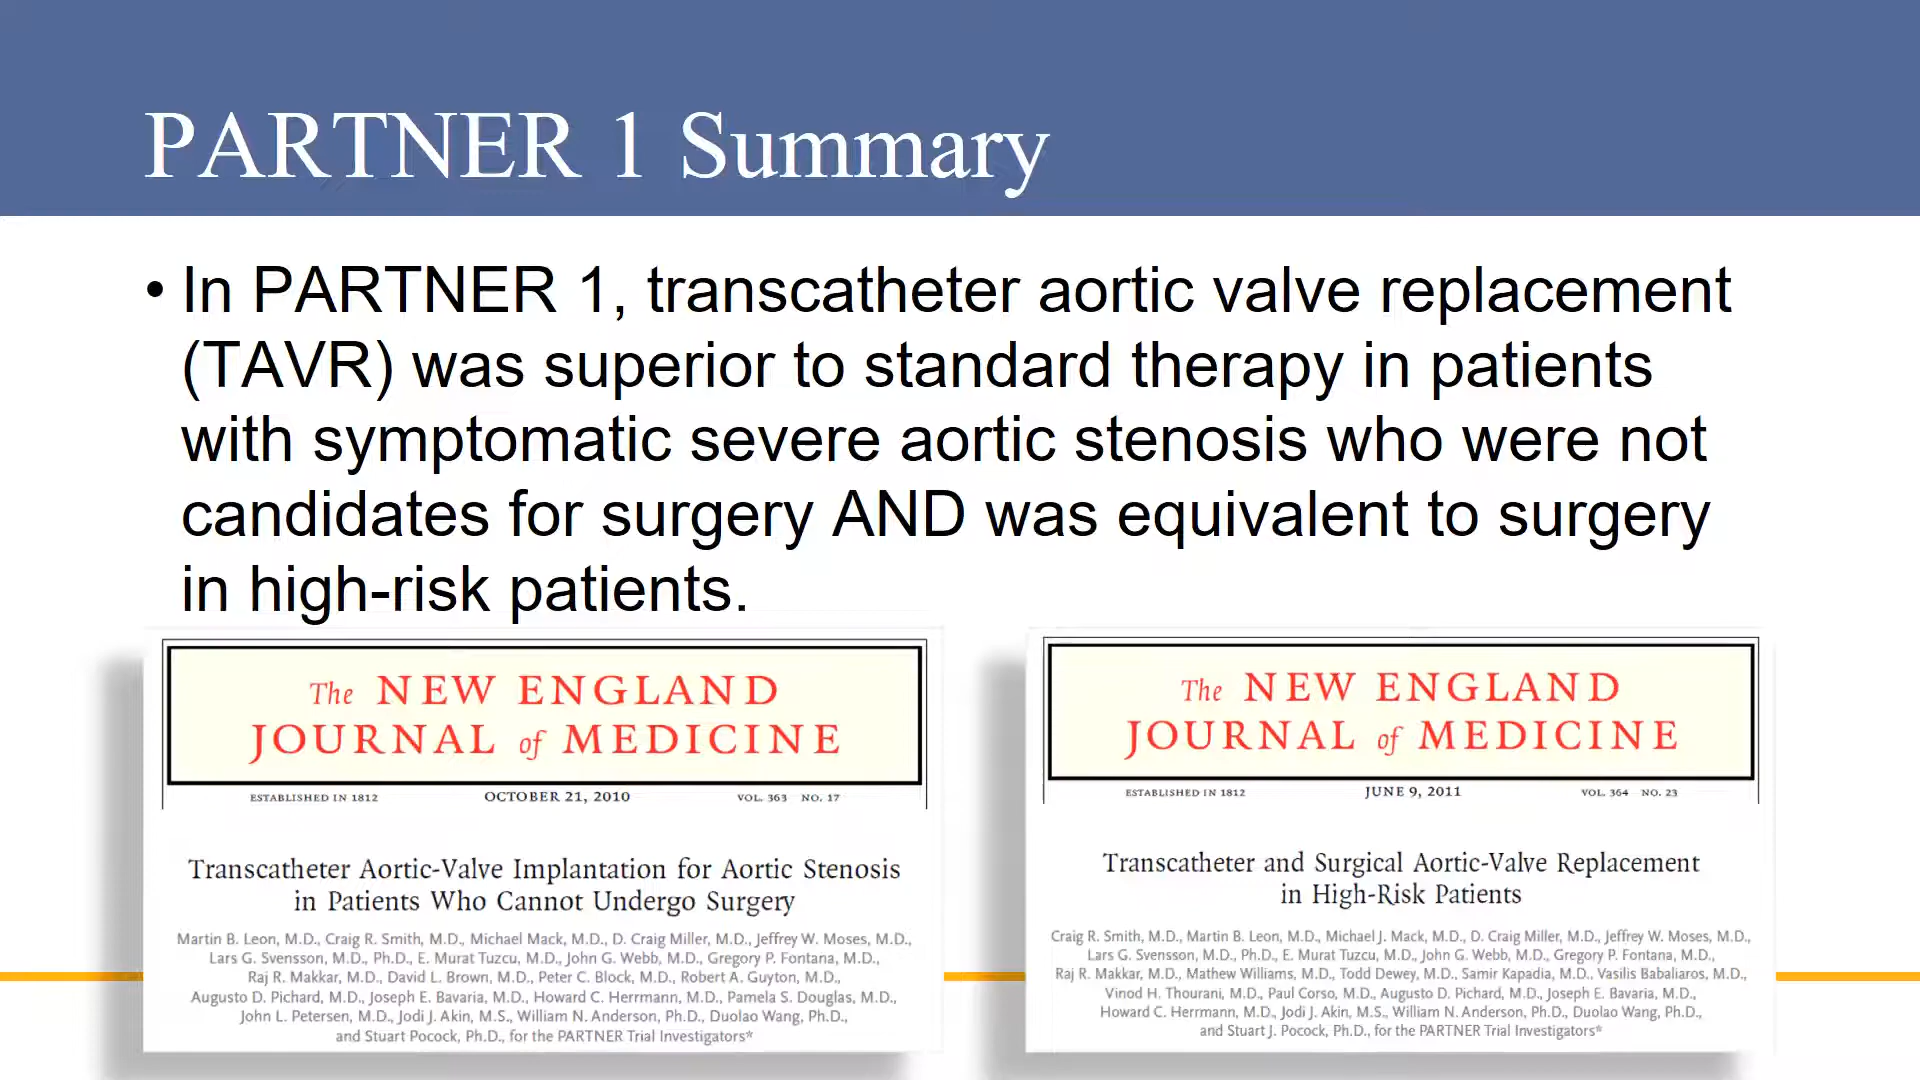 PARTNER 1 Summary
• In PARTNER 1, transcatheter aortic valve replacement
(TAVR) was superior to standard therapy in patients
with symptomatic severe aortic stenosis who were not
candidates for surgery AND was equivalent to surgery
in high-risk patients.
The NEW ENGLAND
JOURNAL of MEDICINE
ESTABLISHED IN 1812 OCTOBER 21, 2010 VOL. 363 NO. 17
Transcatheter Aortic-Valve Implantation for Aortic Stenosis
in Patients Who Cannot Undergo Surgery
Martin B. Leon, M.D., Craig R. Smith, M.D., Michael Mack, M.D., D. Craig Miller, M.D., Jeffrey W. Moses, M.D.,
Lars G. Svensson, M.D., Ph.D., E. Murat Tuzcu, M.D., John G. Webb, M.D., Gregory P. Fontana, M.D.,
Raj R. Makkar, M.D., David L. Brown, M.D., Peter C. Block, M.D., Robert A. Guyton, M.D.,
Augusto D. Pichard, M.D., Joseph E. Bavaria, M.D., Howard C. Herrmann, M.D., Pamela S. Douglas, M.D.,
John L. Petersen, M.D., Jodi J. Akin, M.S., William N. Anderson, Ph.D., Duolao Wang, Ph.D.,
and Stuart Pocock, Ph.D., for the PARTNER Trial Investigators*
The NEW ENGLAND
JOURNAL of MEDICINE
ESTABLISHED IN 1812 JUNE 9, 2011 VOL. 364 NO. 23
Transcatheter and Surgical Aortic-Valve Replacement
in High-Risk Patients
Craig R. Smith, M.D., Martin B. Leon, M.D., Michael J. Mack, M.D., D. Craig Miller, M.D., Jeffrey W. Moses, M.D.,
Lars G. Svensson, M.D., Ph.D., E. Murat Tuzcu, M.D., John G. Webb, M.D., Gregory P. Fontana, M.D.,
Raj R. Makkar, M.D., Mathew Williams, M.D., Todd Dewey, M.D., Samir Kapadia, M.D., Vasilis Babaliaros, M.D.,
Vinod H. Thourani, M.D., Paul Corso, M.D., Augusto D. Pichard, M.D., Joseph E. Bavaria, M.D.,
Howard C. Herrmann, M.D., Jodi J. Akin, M.S., William N. Anderson, Ph.D., Duolao Wang, Ph.D.,
and Stuart J. Pocock, Ph.D., for the PARTNER Trial Investigators*